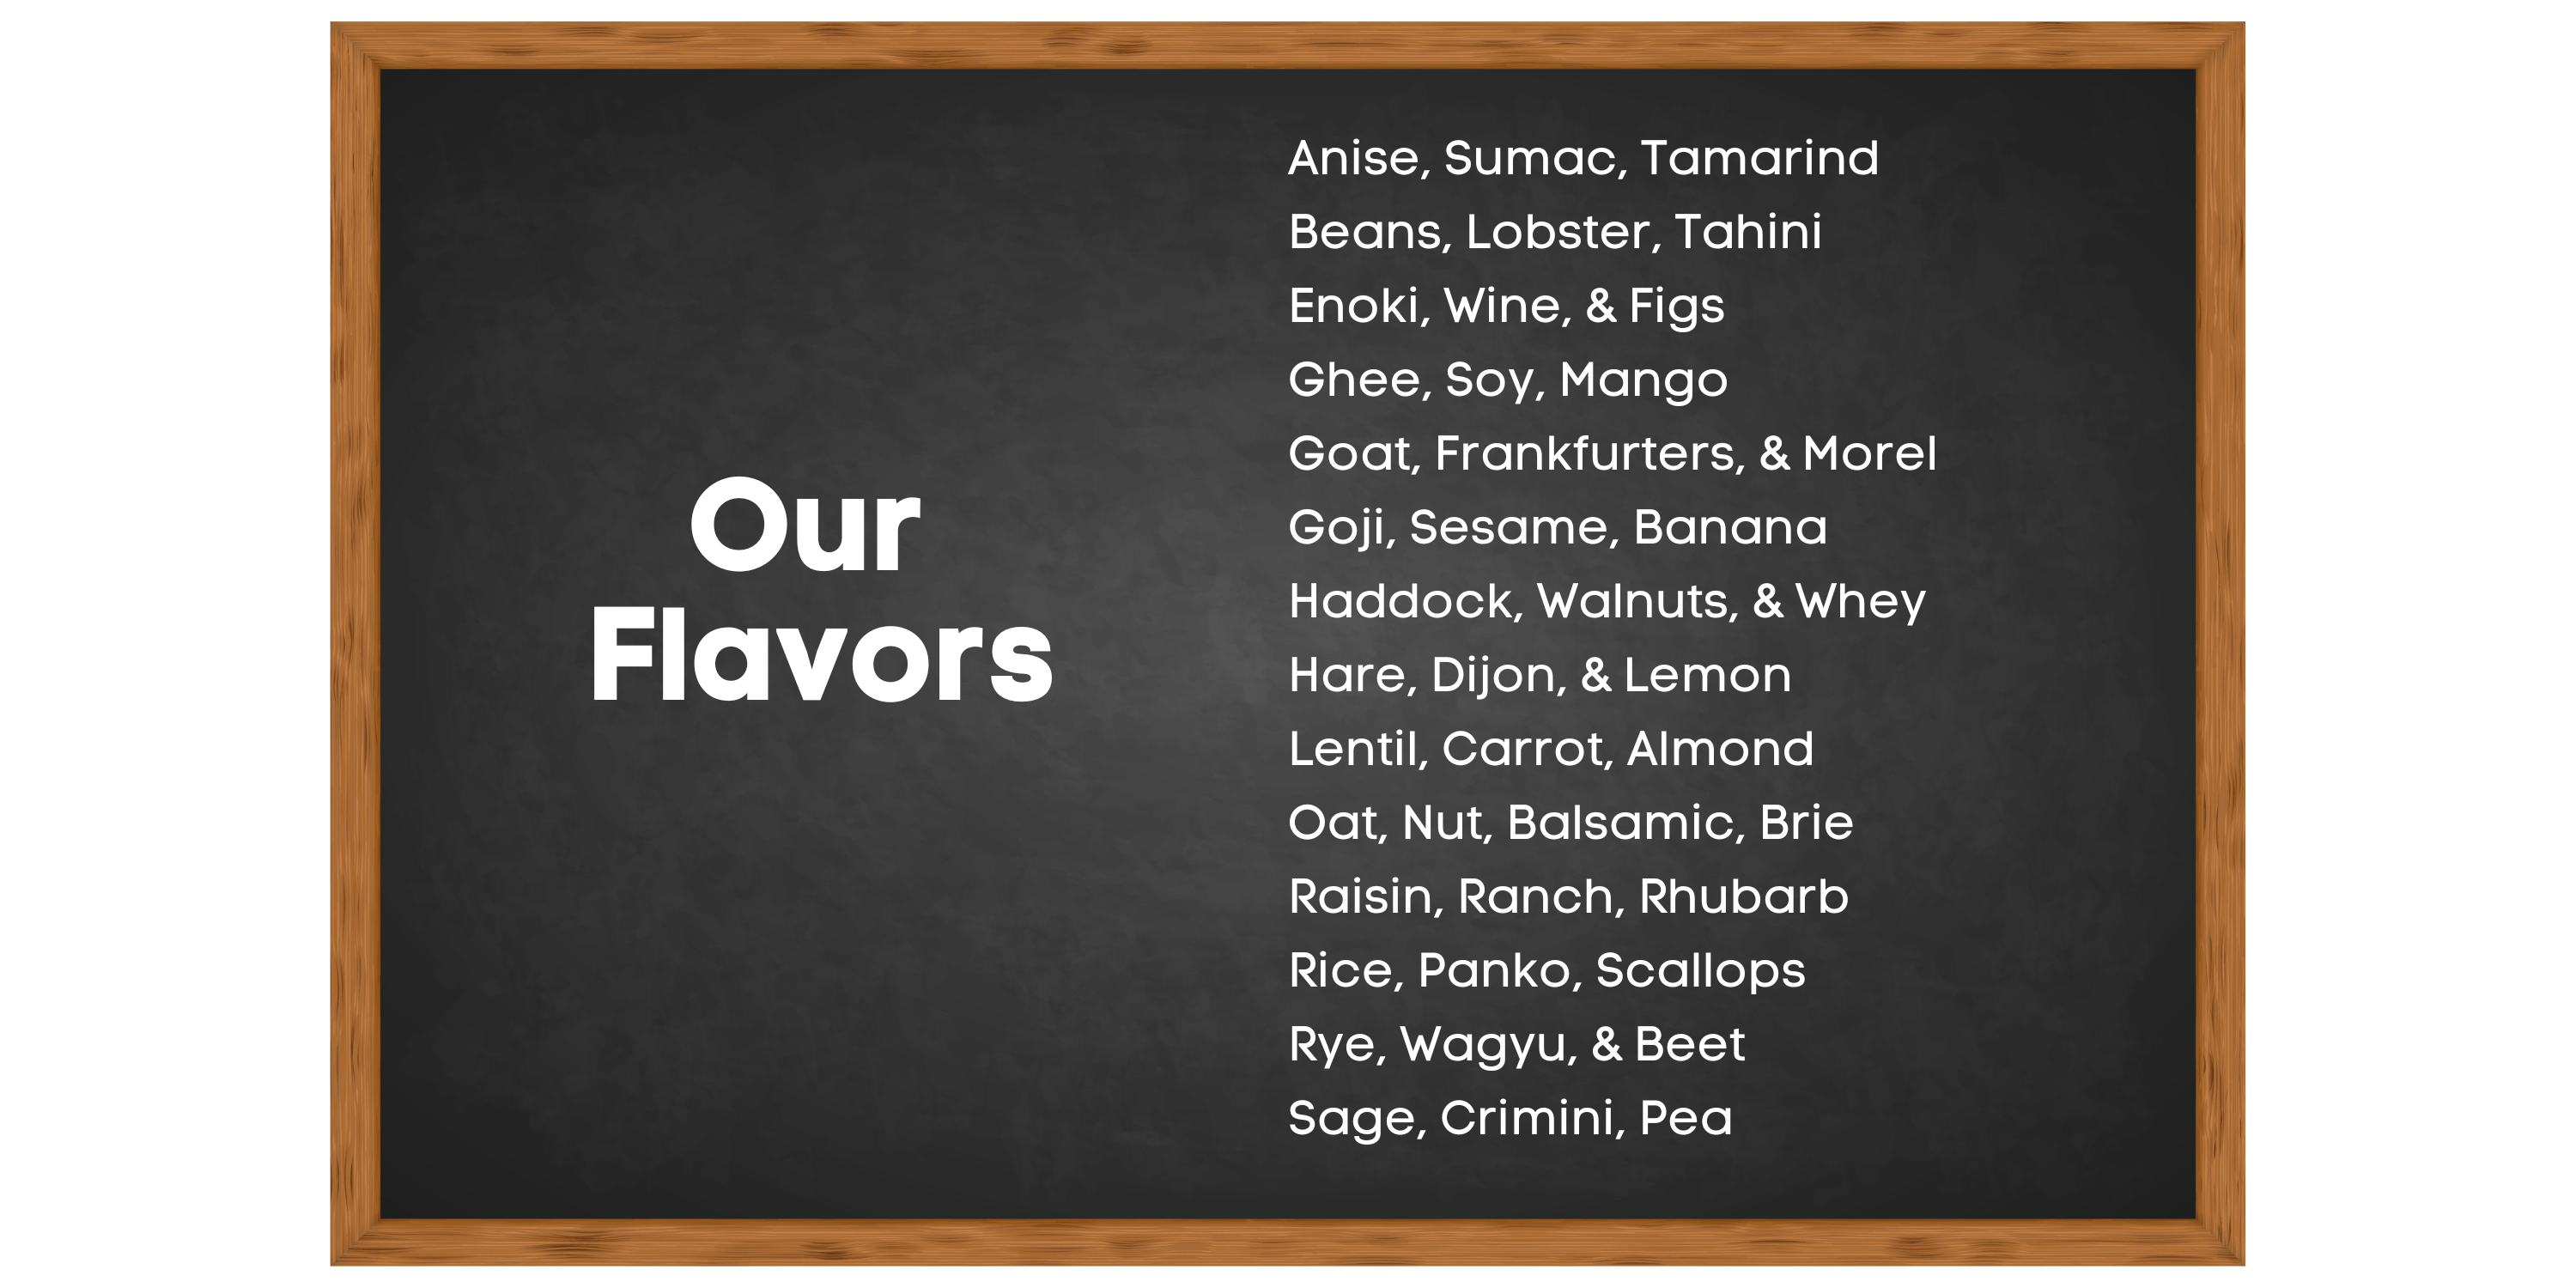 Our
Flavors
Anise, Sumac, Tamarind
Beans, Lobster, Tahini
Enoki, Wine, & Figs
Ghee, Soy, Mango
Goat, Frankfurters, & Morel
Goji, Sesame, Banana
Haddock, Walnuts, & Whey
Hare, Dijon, & Lemon
Lentil, Carrot, Almond
Oat, Nut, Balsamic, Brie
Raisin, Ranch, Rhubarb
Rice, Panko, Scallops
Rye, Wagyu, & Beet
Sage, Crimini, Pea